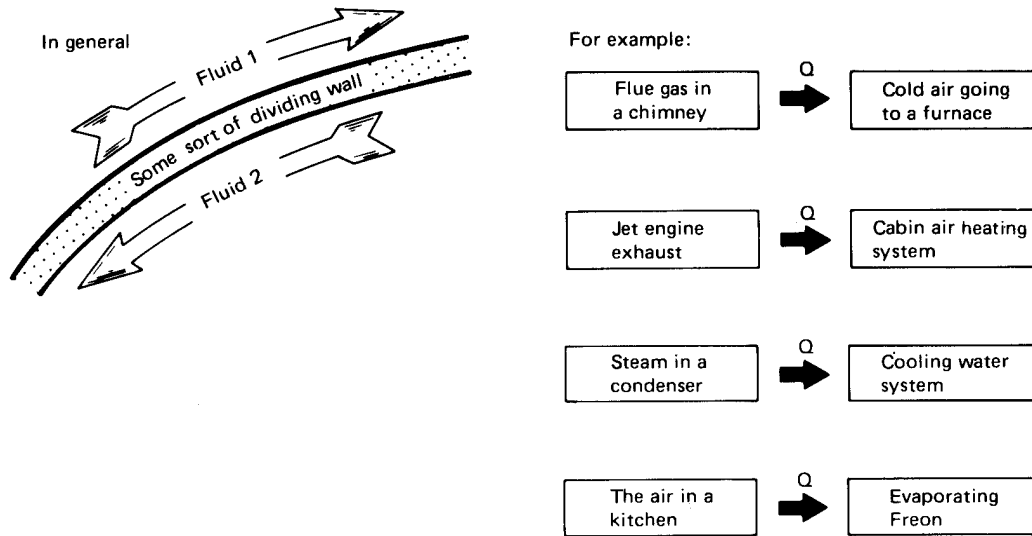 In general
Fluid 1
Some sort of dividing wall
Fluid 2
For example:
Flue gas in
a chimney
Q
Cold air going
to a furnace
Jet engine
exhaust
Q
Cabin air heating
system
Steam in a
condenser
Q
Cooling water
system
The air in a
kitchen
Q
Evaporating
Freon